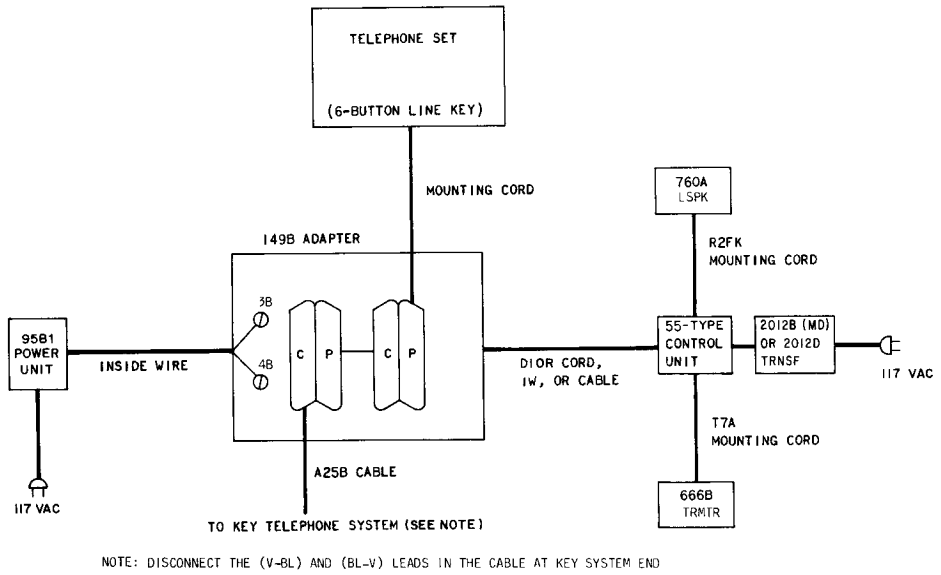 TELEPHONE SET
(6-BUTTON LINE KEY)
MOUNTING CORD
760A
LSPK
149B ADAPTER
R2FK
MOUNTING CORD
3B
95B1
POWER
UNIT
INSIDE WIRE
4B
C P
C P
55-TYPE
CONTROL
UNIT
2012B (MD)
OR 2012D
TRNSF
117 VAC
D10R CORD,
IW, OR CABLE
T7A
MOUNTING CORD
A25B CABLE
117 VAC
666B
TRMTR
TO KEY TELEPHONE SYSTEM (SEE NOTE)
NOTE: DISCONNECT THE (V-BL) AND (BL-V) LEADS IN THE CABLE AT KEY SYSTEM END